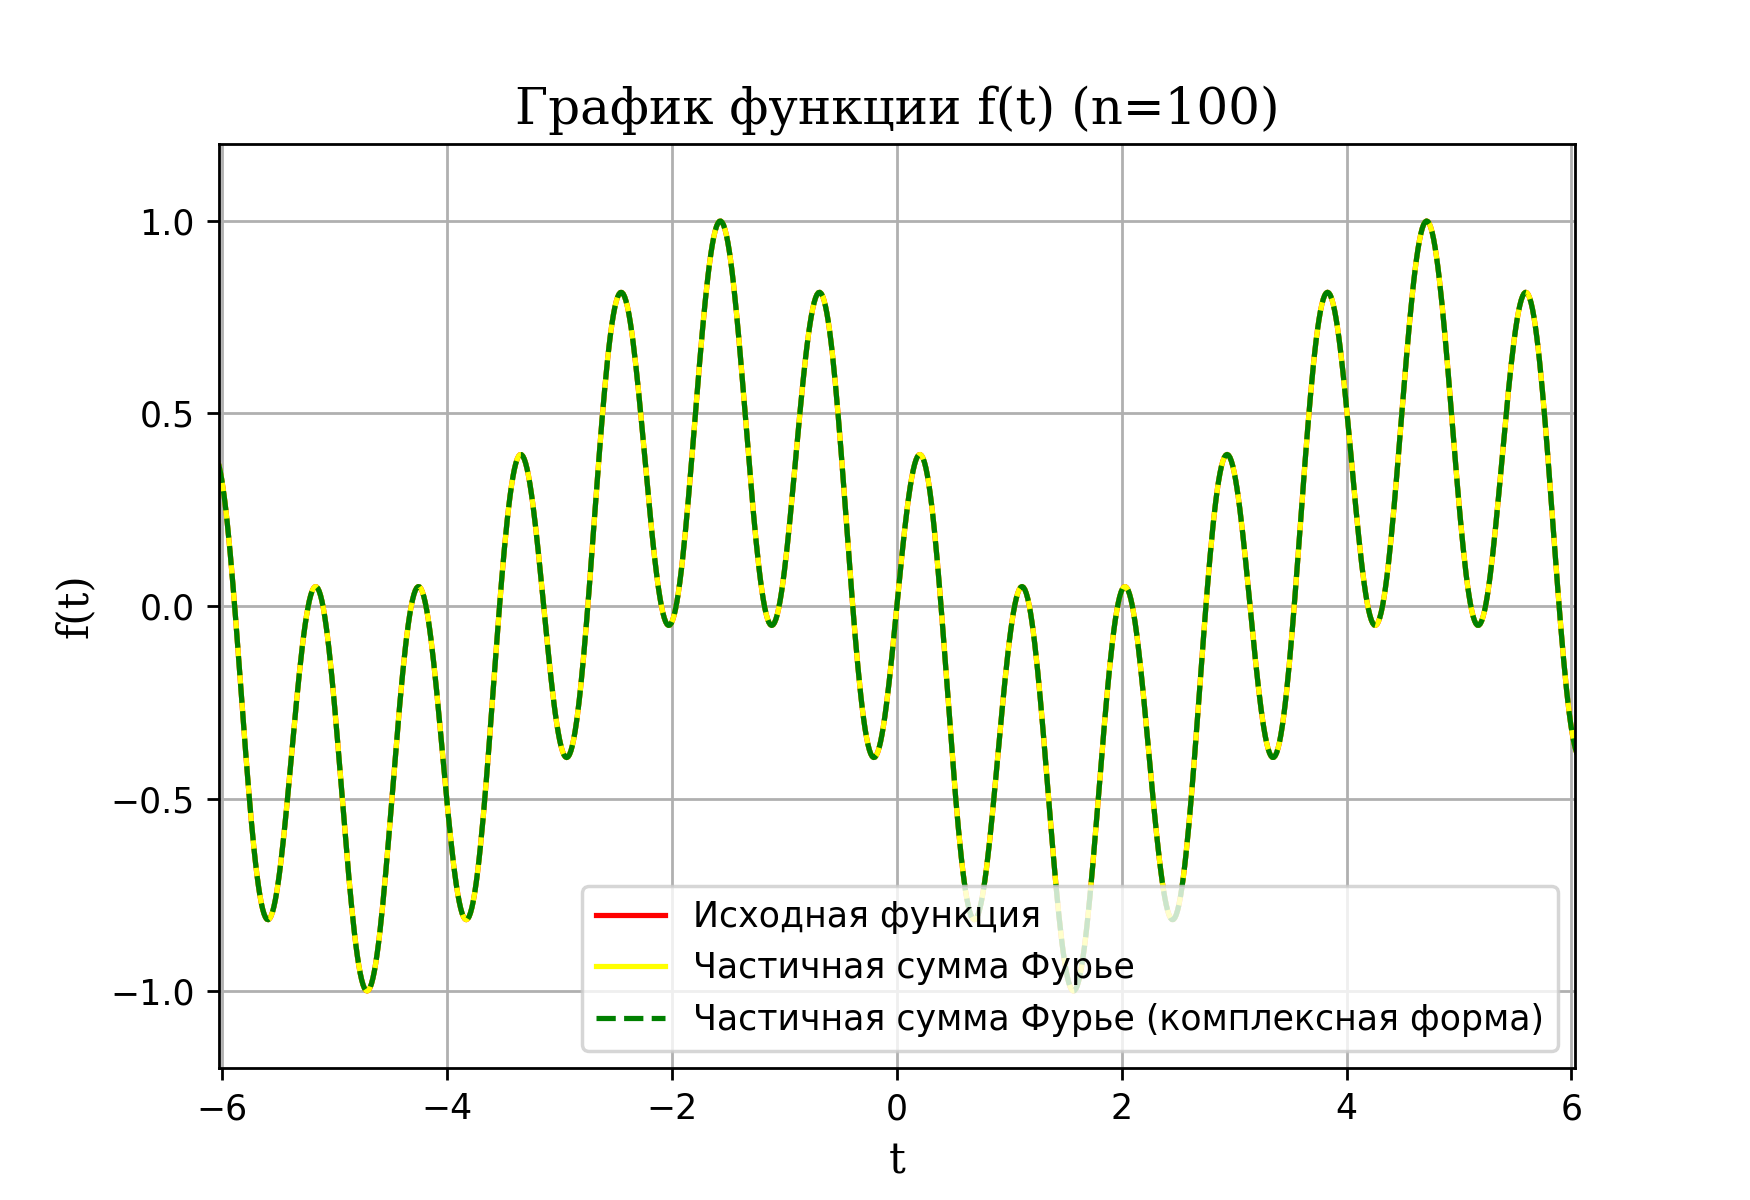 График функции f(t) (n=100)
1.0
0.5
0.0
−0.5
−1.0
f(t)
Исходная функция
Частичная сумма Фурье
Частичная сумма Фурье (комплексная форма)
−6 −4 −2 0 2 4 6
t